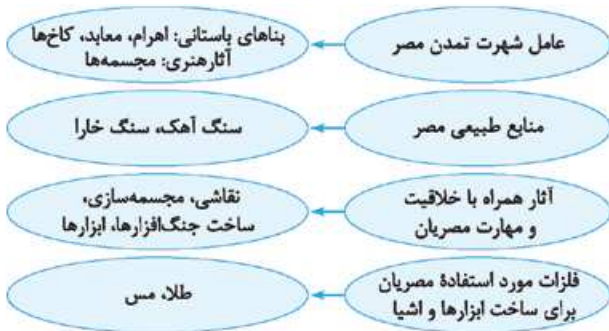 عامل شهرت تمدن مصر
بناهای باستانی: اهرام، معابد، کاخ‌ها
آثارهنری: مجسمه‌ها
منابع طبیعی مصر
سنگ آهک، سنگ خارا
آثار همراه با خلاقیت
و مهارت مصریان
نقاشی، مجسمه‌سازی،
ساخت جنگ‌افزارها، ابزارها
فلزات مورد استفادهٔ مصریان
برای ساخت ابزارها و اشیا
طلا، مس